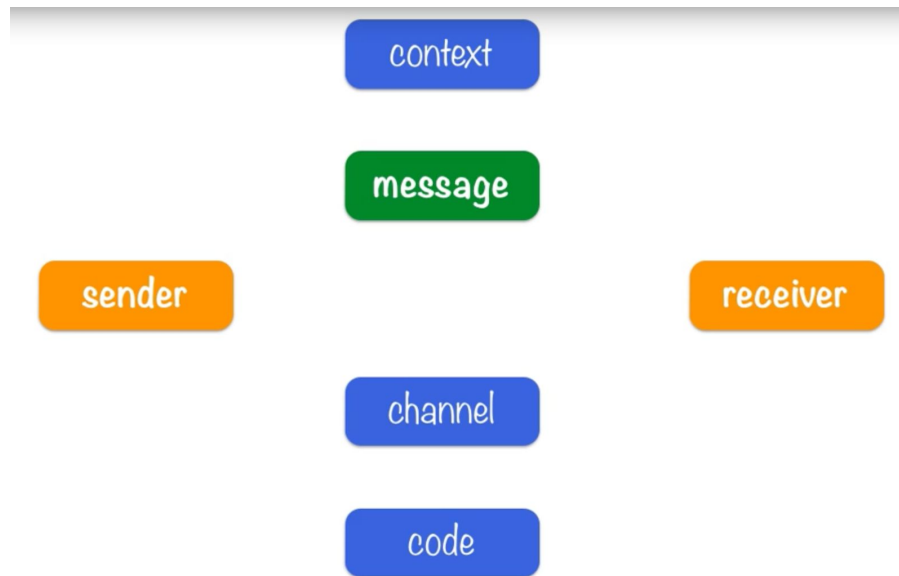 context
message
sender
receiver
channel
code